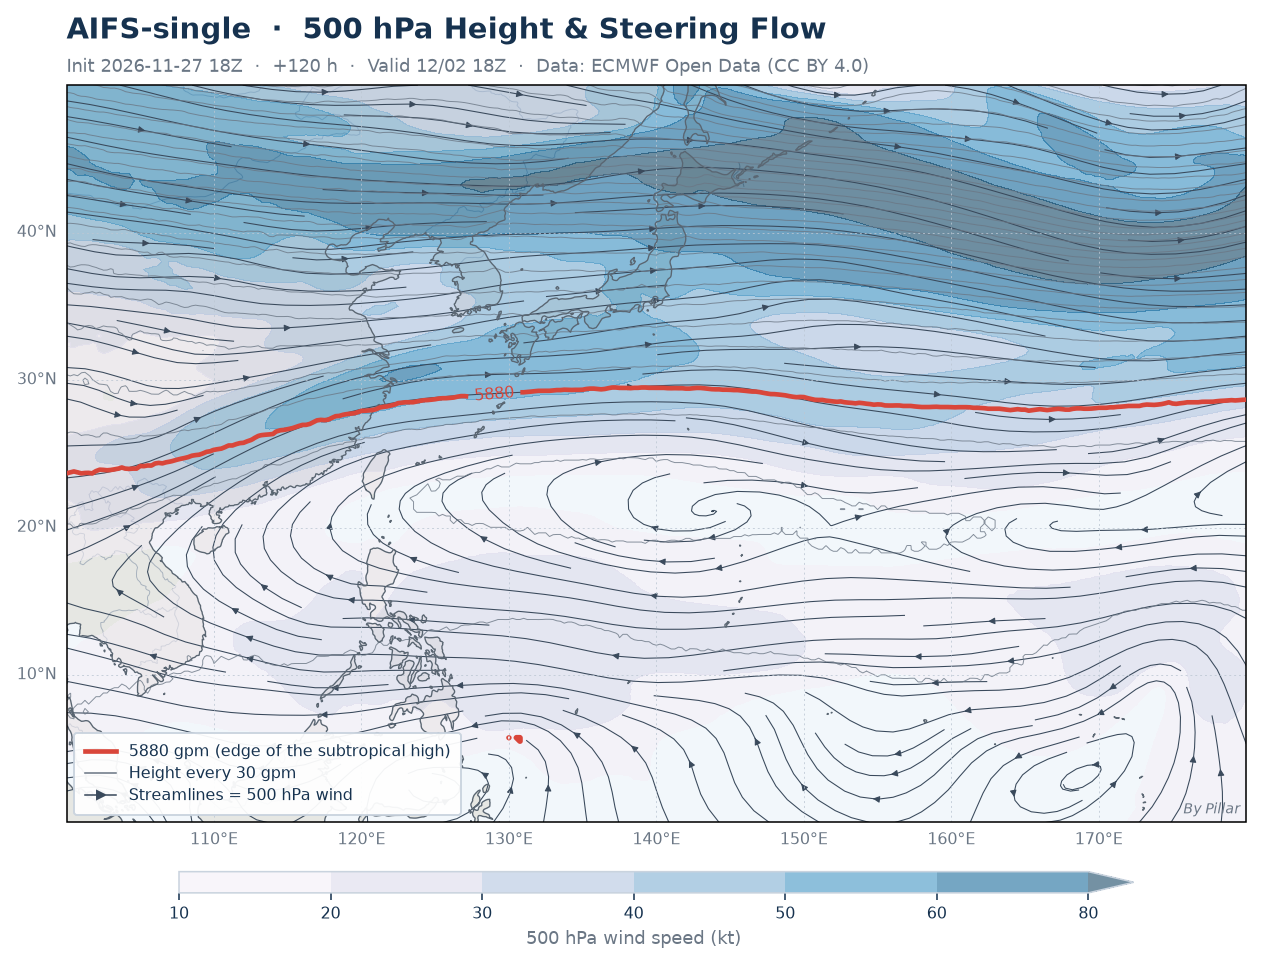 AIFS-single · 500 hPa Height & Steering Flow
Init 2026-11-27 18Z · +120 h · Valid 12/02 18Z · Data: ECMWF Open Data (CC BY 4.0)
40°N
30°N
5880
20°N
10°N
5880 gpm (edge of the subtropical high)
Height every 30 gpm
Streamlines = 500 hPa wind
By Pillar
110°E 120°E 130°E 140°E 150°E 160°E 170°E
10 20 30 40 50 60 80
500 hPa wind speed (kt)